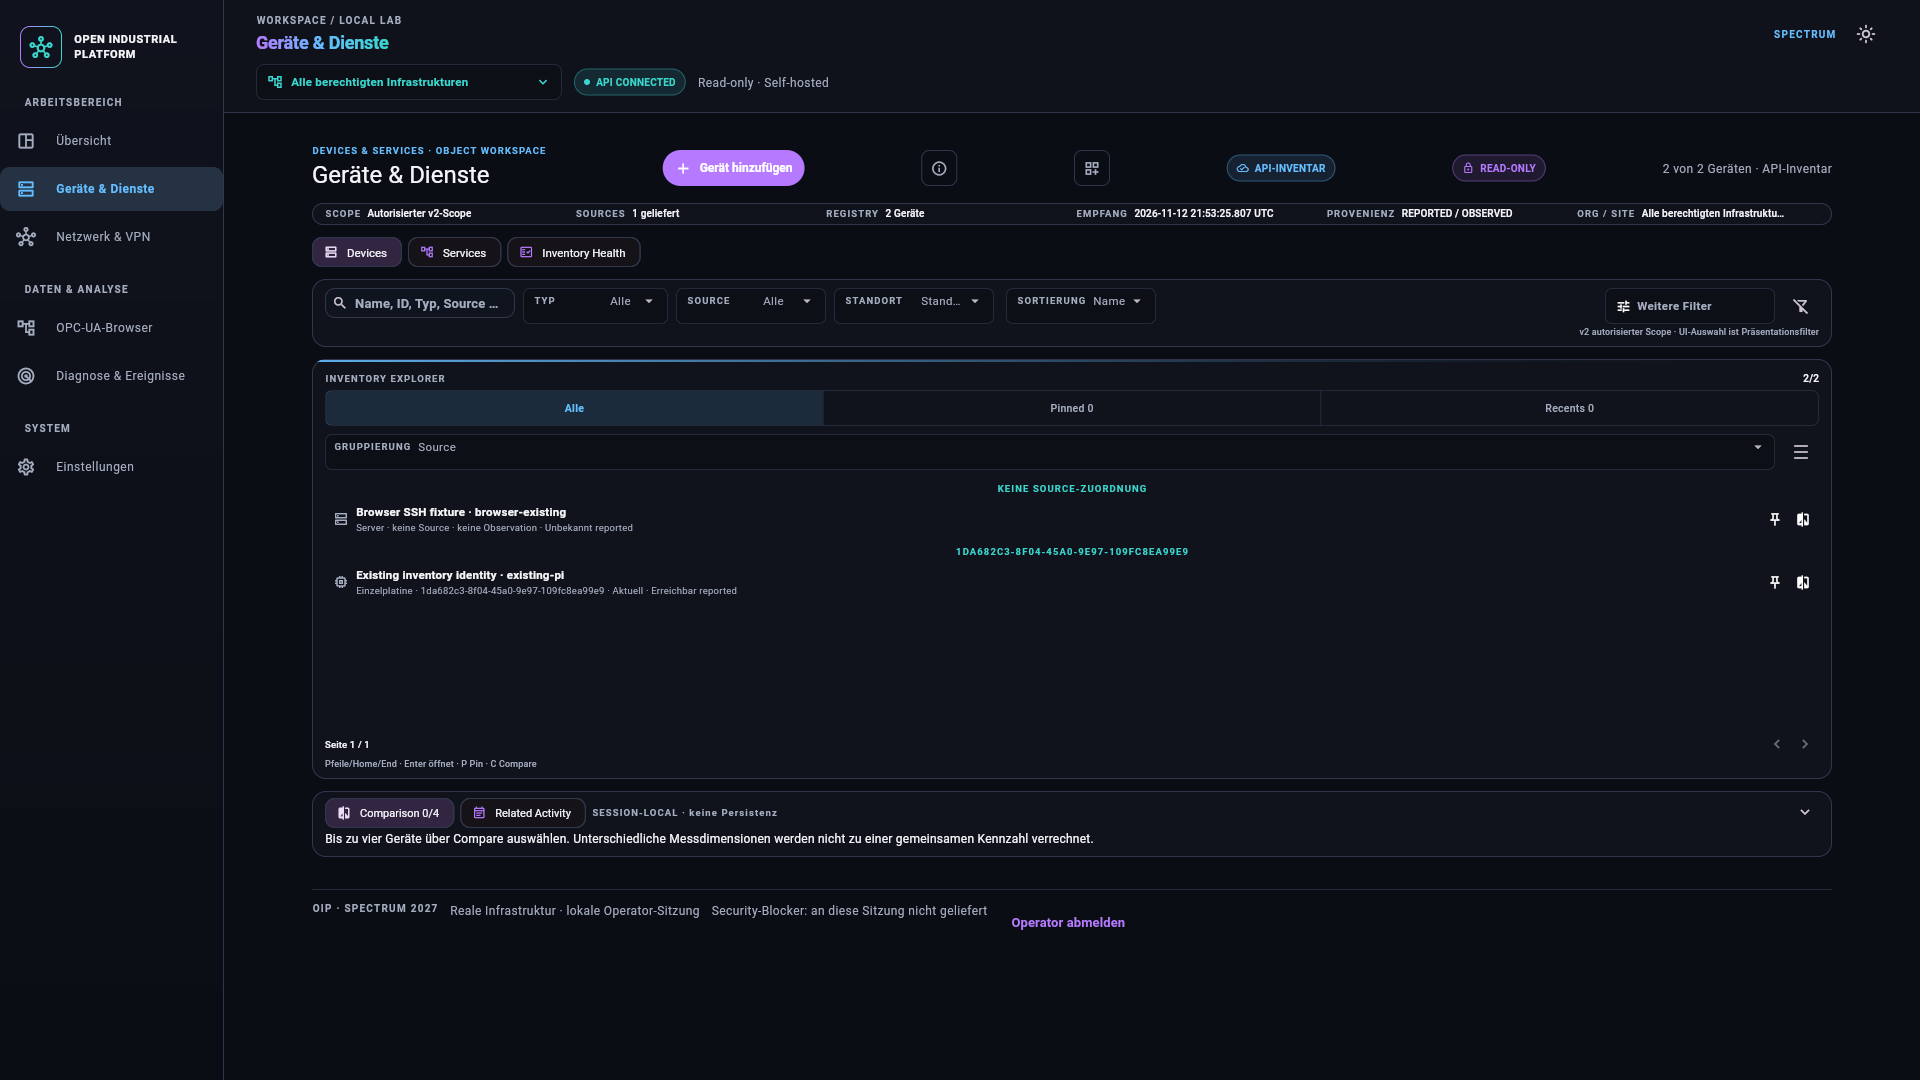 OPEN INDUSTRIAL
PLATFORM
ARBEITSBEREICH
Übersicht
Geräte & Dienste
Netzwerk & VPN
DATEN & ANALYSE
OPC-UA-Browser
Diagnose & Ereignisse
SYSTEM
Einstellungen
WORKSPACE / LOCAL LAB
Geräte & Dienste
SPECTRUM
Alle berechtigten Infrastrukturen
API CONNECTED
Read-only · Self-hosted
DEVICES & SERVICES · OBJECT WORKSPACE
Geräte & Dienste
Gerät hinzufügen
API-INVENTAR
READ-ONLY
2 von 2 Geräten · API-Inventar
SCOPE Autorisierter v2-Scope
SOURCES 1 geliefert
REGISTRY 2 Geräte
EMPFANG 2026-11-12 21:53:25.807 UTC
PROVENIENZ REPORTED / OBSERVED
ORG / SITE Alle berechtigten Infrastruktu...
Devices
Services
Inventory Health
Name, ID, Typ, Source ...
TYP Alle
SOURCE Alle
STANDORT Stand...
SORTIERUNG Name
Weitere Filter
v2 autorisierter Scope · UI-Auswahl ist Präsentationsfilter
INVENTORY EXPLORER
2/2
Alle
Pinned 0
Recents 0
GRUPPIERUNG Source
KEINE SOURCE-ZUORDNUNG
Browser SSH fixture · browser-existing
Server · keine Source · keine Observation · Unbekannt reported
1DA682C3-8F04-45A0-9E97-109FC8EA99E9
Existing inventory identity · existing-pi
Einzelplatine · 1da682c3-8f04-45a0-9e97-109fc8ea99e9 · Aktuell · Erreichbar reported
Seite 1 / 1
Pfeile/Home/End · Enter öffnet · P Pin · C Compare
Comparison 0/4
Related Activity
SESSION-LOCAL · keine Persistenz
Bis zu vier Geräte über Compare auswählen. Unterschiedliche Messdimensionen werden nicht zu einer gemeinsamen Kennzahl verrechnet.
OIP · SPECTRUM 2027
Reale Infrastruktur · lokale Operator-Sitzung
Security-Blocker: an diese Sitzung nicht geliefert
Operator abmelden